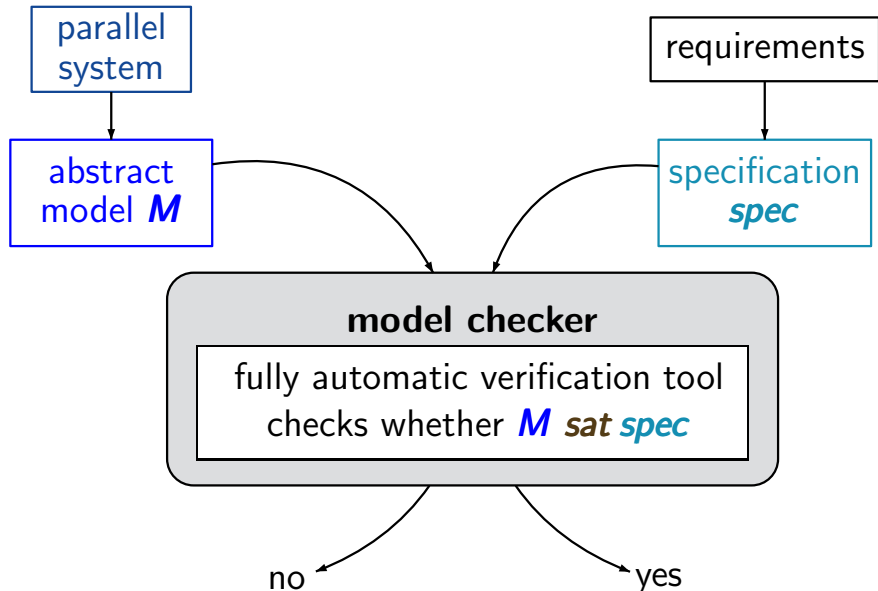 parallel
system
requirements
abstract
model M
specification
spec
model checker
fully automatic verification tool
checks whether M sat spec
no
yes